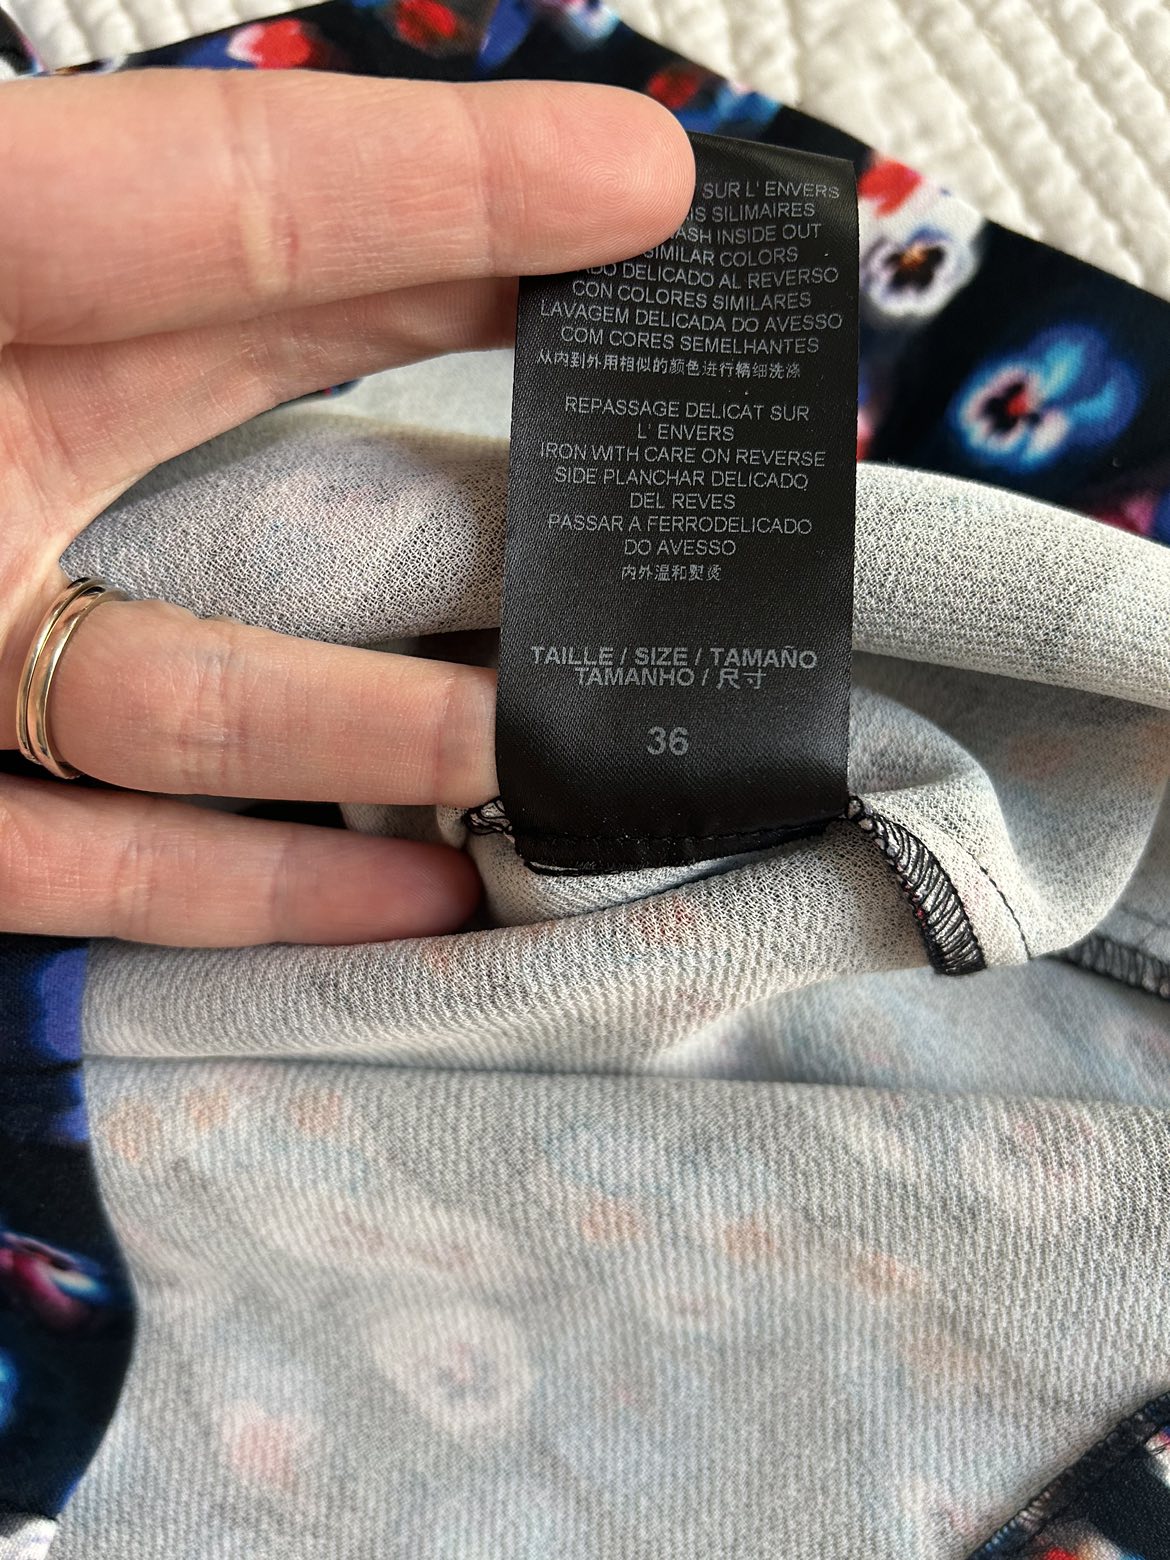 SUR L' ENVERS
SILIMAIRES
INSIDE OUT
SIMILAR COLORS
DELICADO AL REVERSO
CON COLORES SIMILARES
LAVAGEM DELICADA DO AVESSO
COM CORES SEMELHANTES
从内到外用相似的颜色进行精细洗涤
REPASSAGE DELICAT SUR
L' ENVERS
IRON WITH CARE ON REVERSE
SIDE PLANCHAR DELICADO
DEL REVES
PASSAR A FERRODELICADO
DO AVESSO
内外温和熨烫
TAILLE / SIZE / TAMAÑO
TAMANHO / 尺寸
36